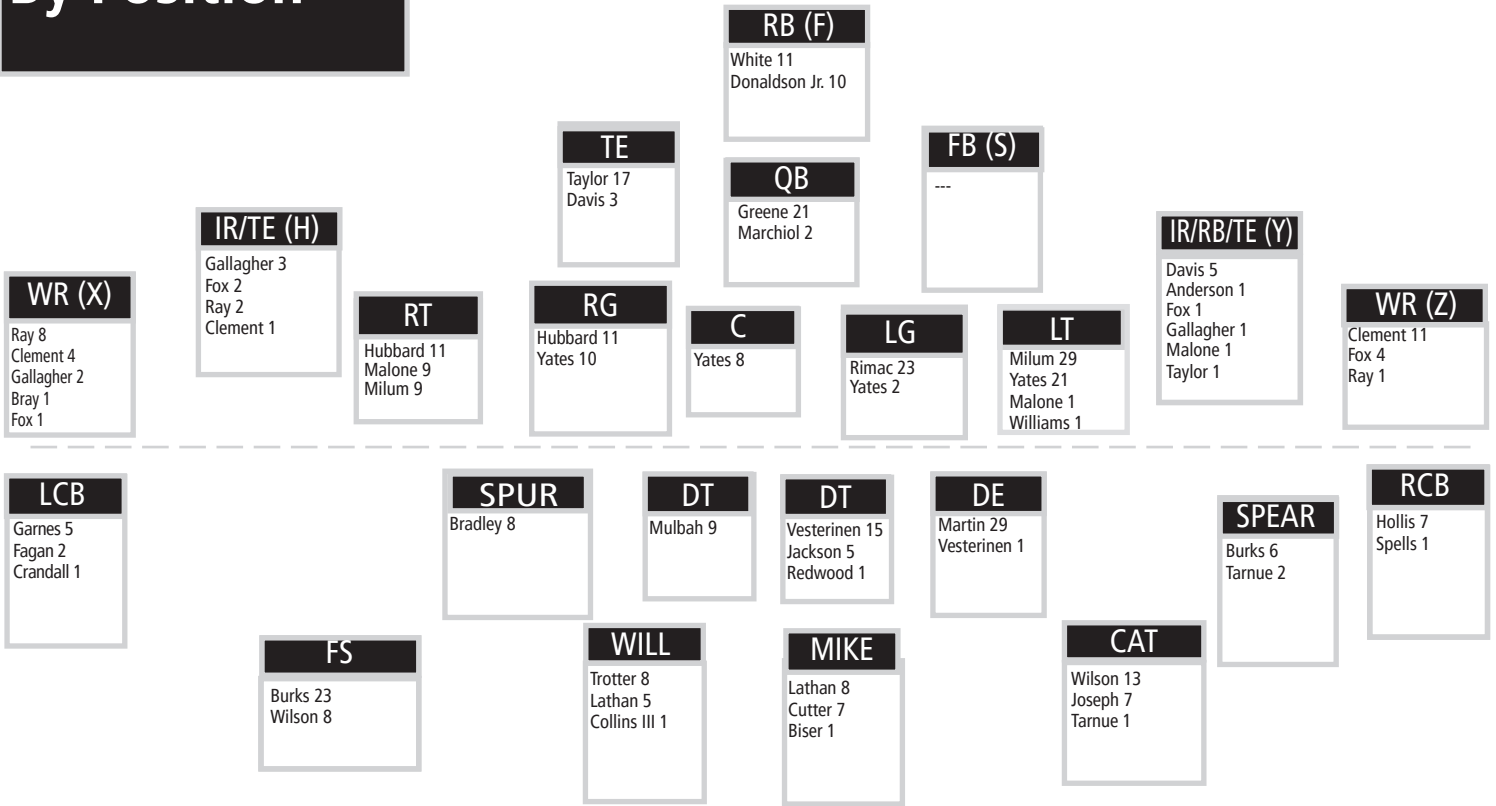 By Position
RB (F)
White 11
Donaldson Jr. 10
TE
Taylor 17
Davis 3
QB
Greene 21
Marchiol 2
FB (S)
---
IR/TE (H)
Gallagher 3
Fox 2
Ray 2
Clement 1
IR/RB/TE (Y)
Davis 5
Anderson 1
Fox 1
Gallagher 1
Malone 1
Taylor 1
WR (X)
Ray 8
Clement 4
Gallagher 2
Bray 1
Fox 1
RT
Hubbard 11
Malone 9
Milum 9
RG
Hubbard 11
Yates 10
C
Yates 8
LG
Rimac 23
Yates 2
LT
Milum 29
Yates 21
Malone 1
Williams 1
WR (Z)
Clement 11
Fox 4
Ray 1
LCB
Garnes 5
Fagan 2
Crandall 1
SPUR
Bradley 8
DT
Mulbah 9
DT
Vesterinen 15
Jackson 5
Redwood 1
DE
Martin 29
Vesterinen 1
SPEAR
Burks 6
Tarnue 2
RCB
Hollis 7
Spells 1
FS
Burks 23
Wilson 8
WILL
Trotter 8
Lathan 5
Collins III 1
MIKE
Lathan 8
Cutter 7
Biser 1
CAT
Wilson 13
Joseph 7
Tarnue 1